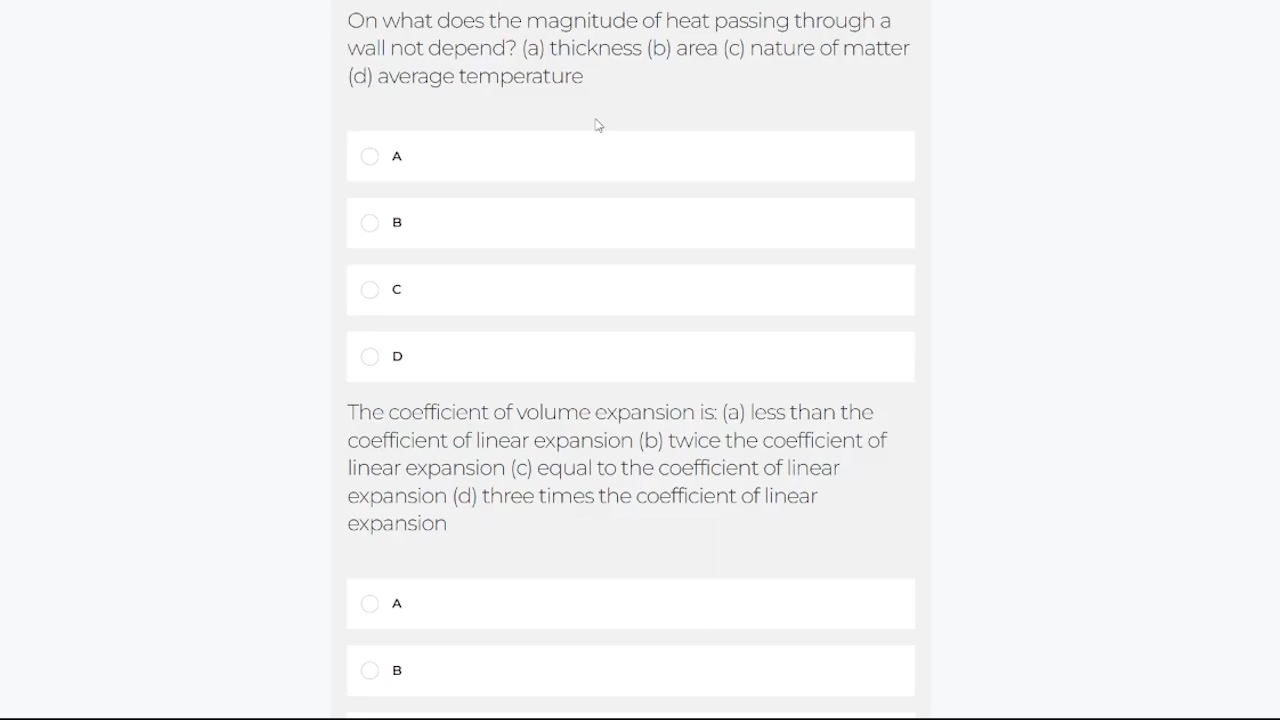 On what does the magnitude of heat passing through a
wall not depend? (a) thickness (b) area (c) nature of matter
(d) average temperature
A
B
C
D
The coefficient of volume expansion is: (a) less than the
coefficient of linear expansion (b) twice the coefficient of
linear expansion (c) equal to the coefficient of linear
expansion (d) three times the coefficient of linear
expansion
A
B